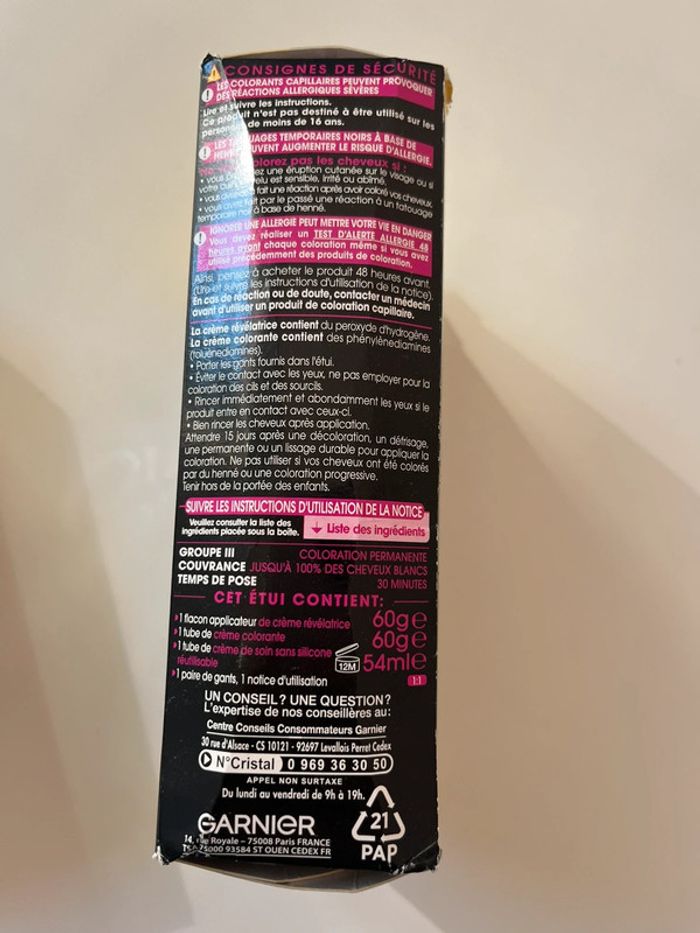 CONSIGNES DE SÉCURITÉ
LES COLORANTS CAPILLAIRES PEUVENT PROVOQUER
DES RÉACTIONS ALLERGIQUES SÉVÈRES
Lire et suivre les instructions.
Ce produit n'est pas destiné à être utilisé sur les
de moins de 16 ans.
LES TATOUAGES TEMPORAIRES NOIRS À BASE DE
HENNÉ PEUVENT AUGMENTER LE RISQUE D'ALLERGIE.
colorez pas les cheveux si :
• vous une éruption cutanée sur le visage ou si
votre cuir chevelu est sensible, irrité ou abîmé,
• vous avez fait une réaction après avoir coloré vos cheveux,
• vous avez fait par le passé une réaction à un tatouage
temporaire noir à base de henné.
IGNORER UNE ALLERGIE PEUT METTRE VOTRE VIE EN DANGER
Vous devez réaliser un TEST D'ALERTE ALLERGIE 48
heures avant chaque coloration même si vous avez
utilisé précédemment des produits de coloration.
Ainsi, pensez à acheter le produit 48 heures avant.
(Lire et suivre les instructions d'utilisation de la notice).
En cas de réaction ou de doute, contacter un médecin
avant d'utiliser un produit de coloration capillaire.
La crème révélatrice contient du peroxyde d'hydrogène.
La crème colorante contient des phénylènediamines
(toluènediamines).
• Porter les gants fournis dans l'étui.
• Éviter le contact avec les yeux, ne pas employer pour la
coloration des cils et des sourcils.
• Rincer immédiatement et abondamment les yeux si le
produit entre en contact avec ceux-ci.
• Bien rincer les cheveux après application.
Attendre 15 jours après une décoloration, un défrisage,
une permanente ou un lissage durable pour appliquer la
coloration. Ne pas utiliser si vos cheveux ont été colorés
par du henné ou une coloration progressive.
Tenir hors de la portée des enfants.
SUIVRE LES INSTRUCTIONS D'UTILISATION DE LA NOTICE
Veuillez consulter la liste des
ingrédients placée sous la boîte.
Liste des ingrédients
GROUPE III COLORATION PERMANENTE
COUVRANCE JUSQU'À 100% DES CHEVEUX BLANCS
TEMPS DE POSE 30 MINUTES
CET ÉTUI CONTIENT:
1 flacon applicateur de crème révélatrice 60g e
1 tube de crème colorante 60g e
1 tube de crème de soin sans silicone
réutilisable 12M 54ml e
1 paire de gants, 1 notice d'utilisation 1:1
UN CONSEIL ? UNE QUESTION ?
L'expertise de nos conseillères au:
Centre Conseils Consommateurs Garnier
30 rue d'Alsace - CS 10121 - 92697 Levallois Perret Cedex
N°Cristal 0 969 36 30 50
APPEL NON SURTAXE
Du lundi au vendredi de 9h à 19h.
GARNIER
14, rue Royale – 75008 Paris FRANCE
75000 93584 ST OUEN CEDEX FR
21
PAP